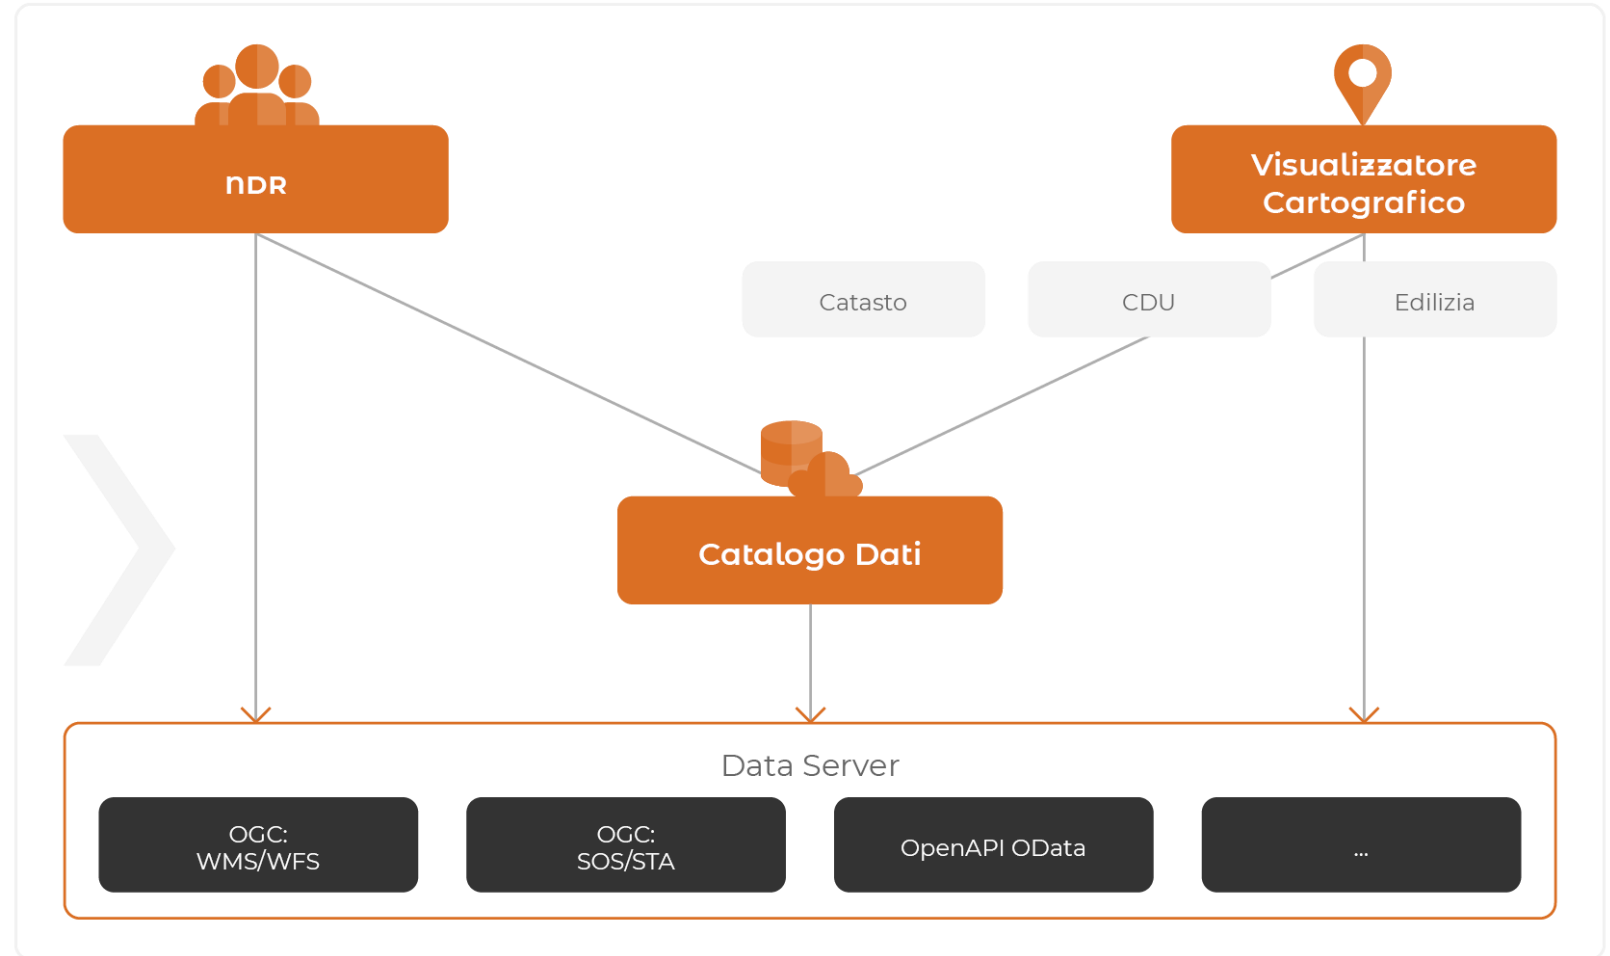 NDR
Visualizzatore
Cartografico
Catasto
CDU
Edilizia
Catalogo Dati
Data Server
OGC:
WMS/WFS
OGC:
SOS/STA
OpenAPI OData
...